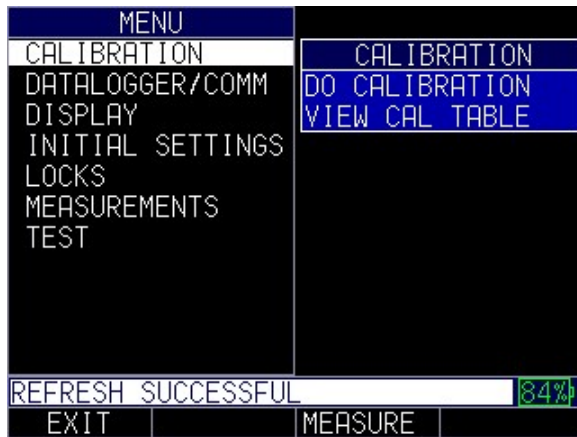 MENU
CALIBRATION
DATALOGGER/COMM
DISPLAY
INITIAL SETTINGS
LOCKS
MEASUREMENTS
TEST
CALIBRATION
DO CALIBRATION
VIEW CAL TABLE
REFRESH SUCCESSFUL
84%
EXIT
MEASURE